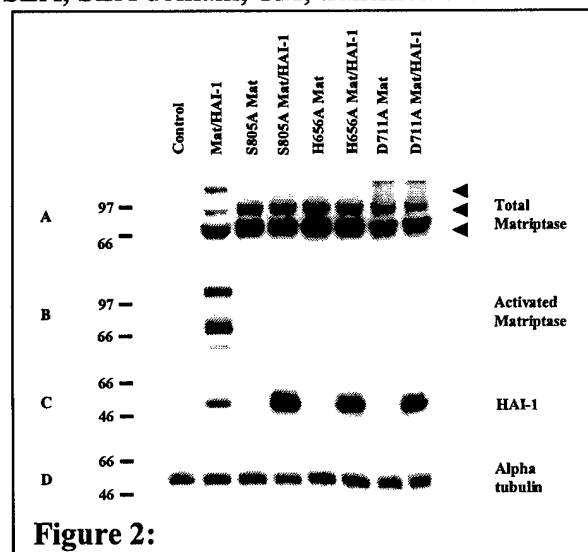 Control
Mat/HAI-1
S805A Mat
S805A Mat/HAI-1
H656A Mat
H656A Mat/HAI-1
D711A Mat
D711A Mat/HAI-1
A
97
66
Total
Matriptase
B
97
66
Activated
Matriptase
C
66
46
HAI-1
D
66
46
Alpha
tubulin
Figure 2: